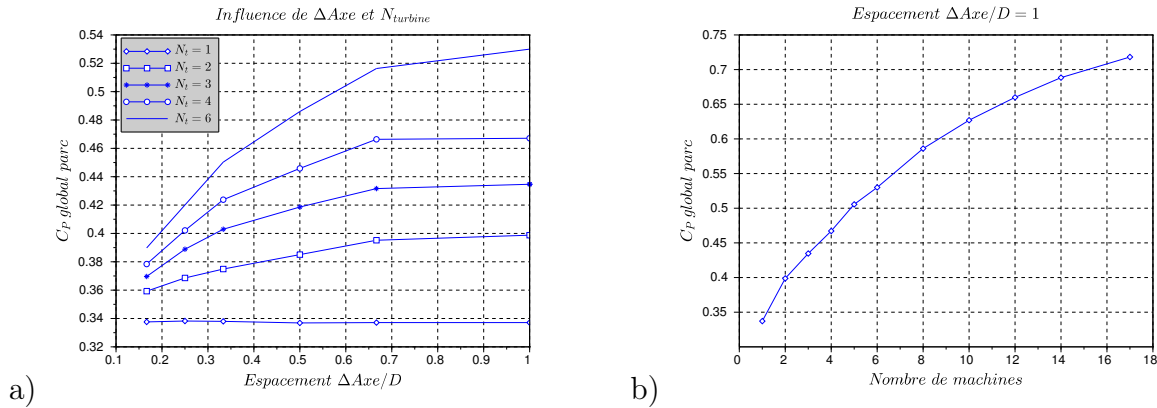 Influence de ΔAxe et N_turbine
0.54
0.52
0.5
0.48
0.46
0.44
0.42
0.4
0.38
0.36
0.34
0.32
N_t = 1
N_t = 2
N_t = 3
N_t = 4
N_t = 6
C_P global parc
0.1 0.2 0.3 0.4 0.5 0.6 0.7 0.8 0.9 1
Espacement ΔAxe/D
a)
Espacement ΔAxe/D = 1
0.75
0.7
0.65
0.6
0.55
0.5
0.45
0.4
0.35
C_P global parc
0 2 4 6 8 10 12 14 16 18
Nombre de machines
b)